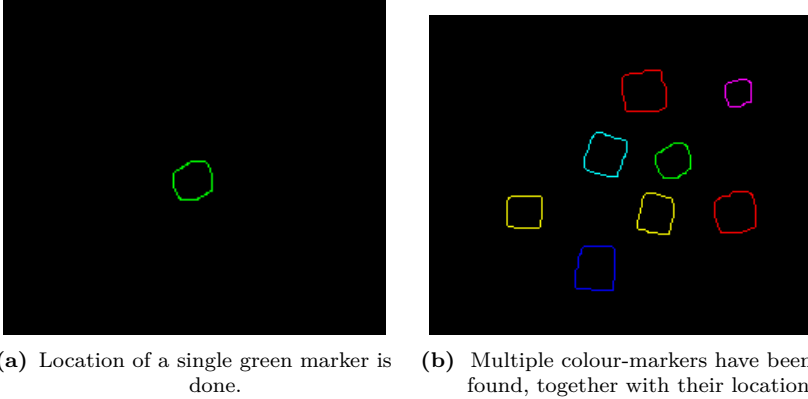 (a) Location of a single green marker is
done.
(b) Multiple colour-markers have been
found, together with their location